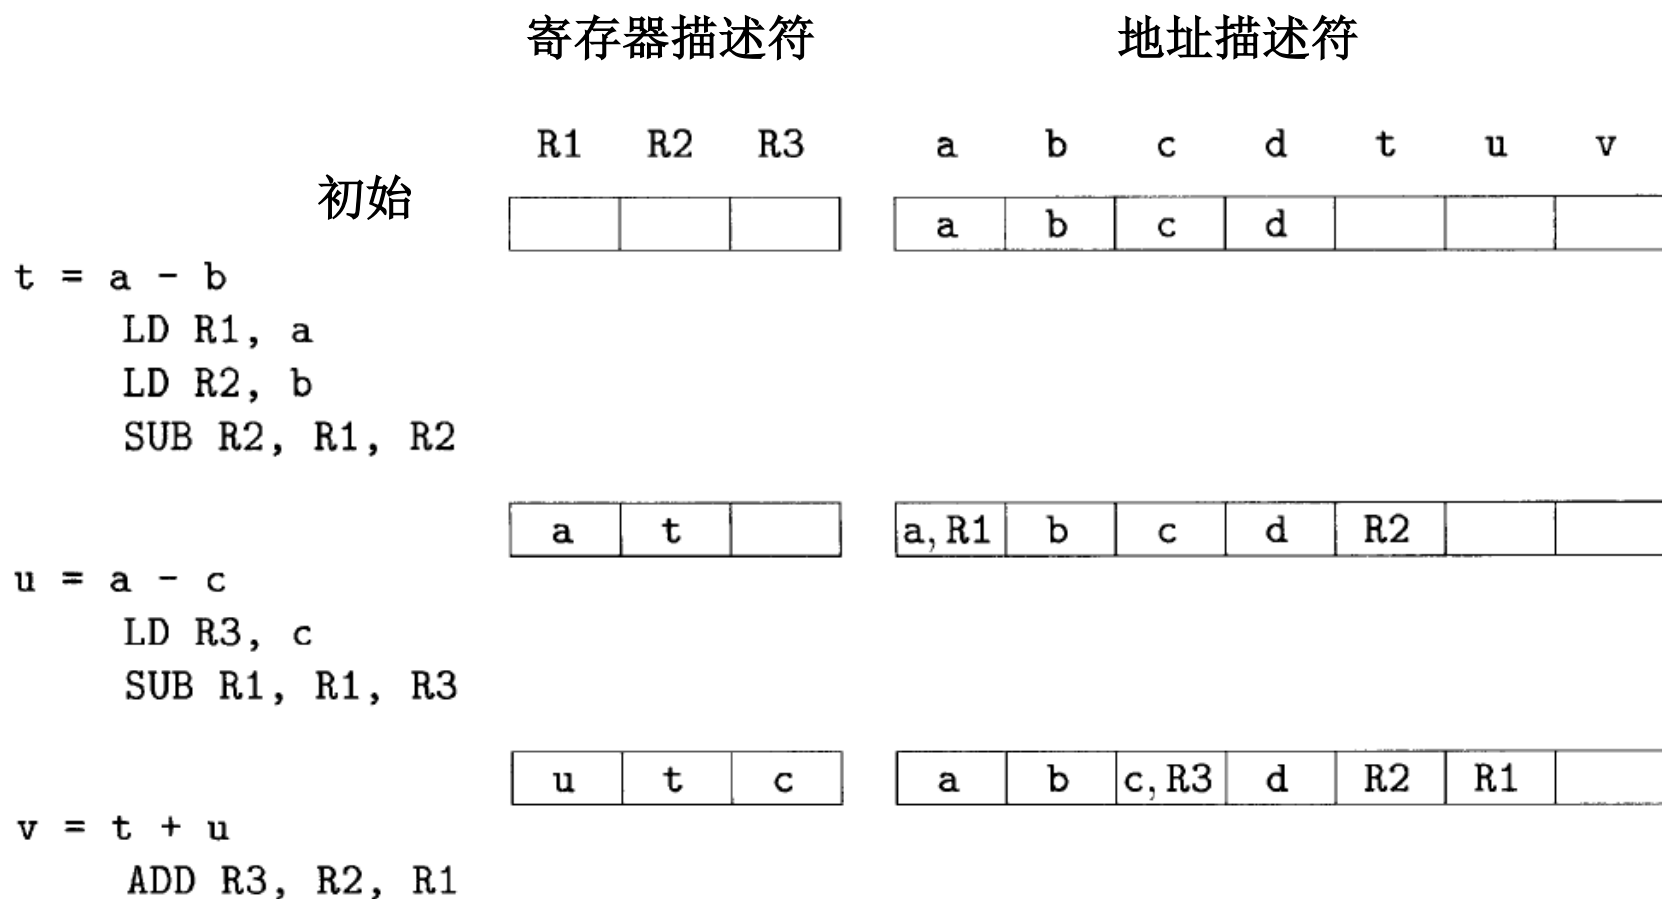 寄存器描述符 地址描述符
R1 R2 R3 a b c d t u v
初始 a b c d
t = a - b
LD R1, a
LD R2, b
SUB R2, R1, R2
a t a, R1 b c d R2
u = a - c
LD R3, c
SUB R1, R1, R3
u t c a b c, R3 d R2 R1
v = t + u
ADD R3, R2, R1